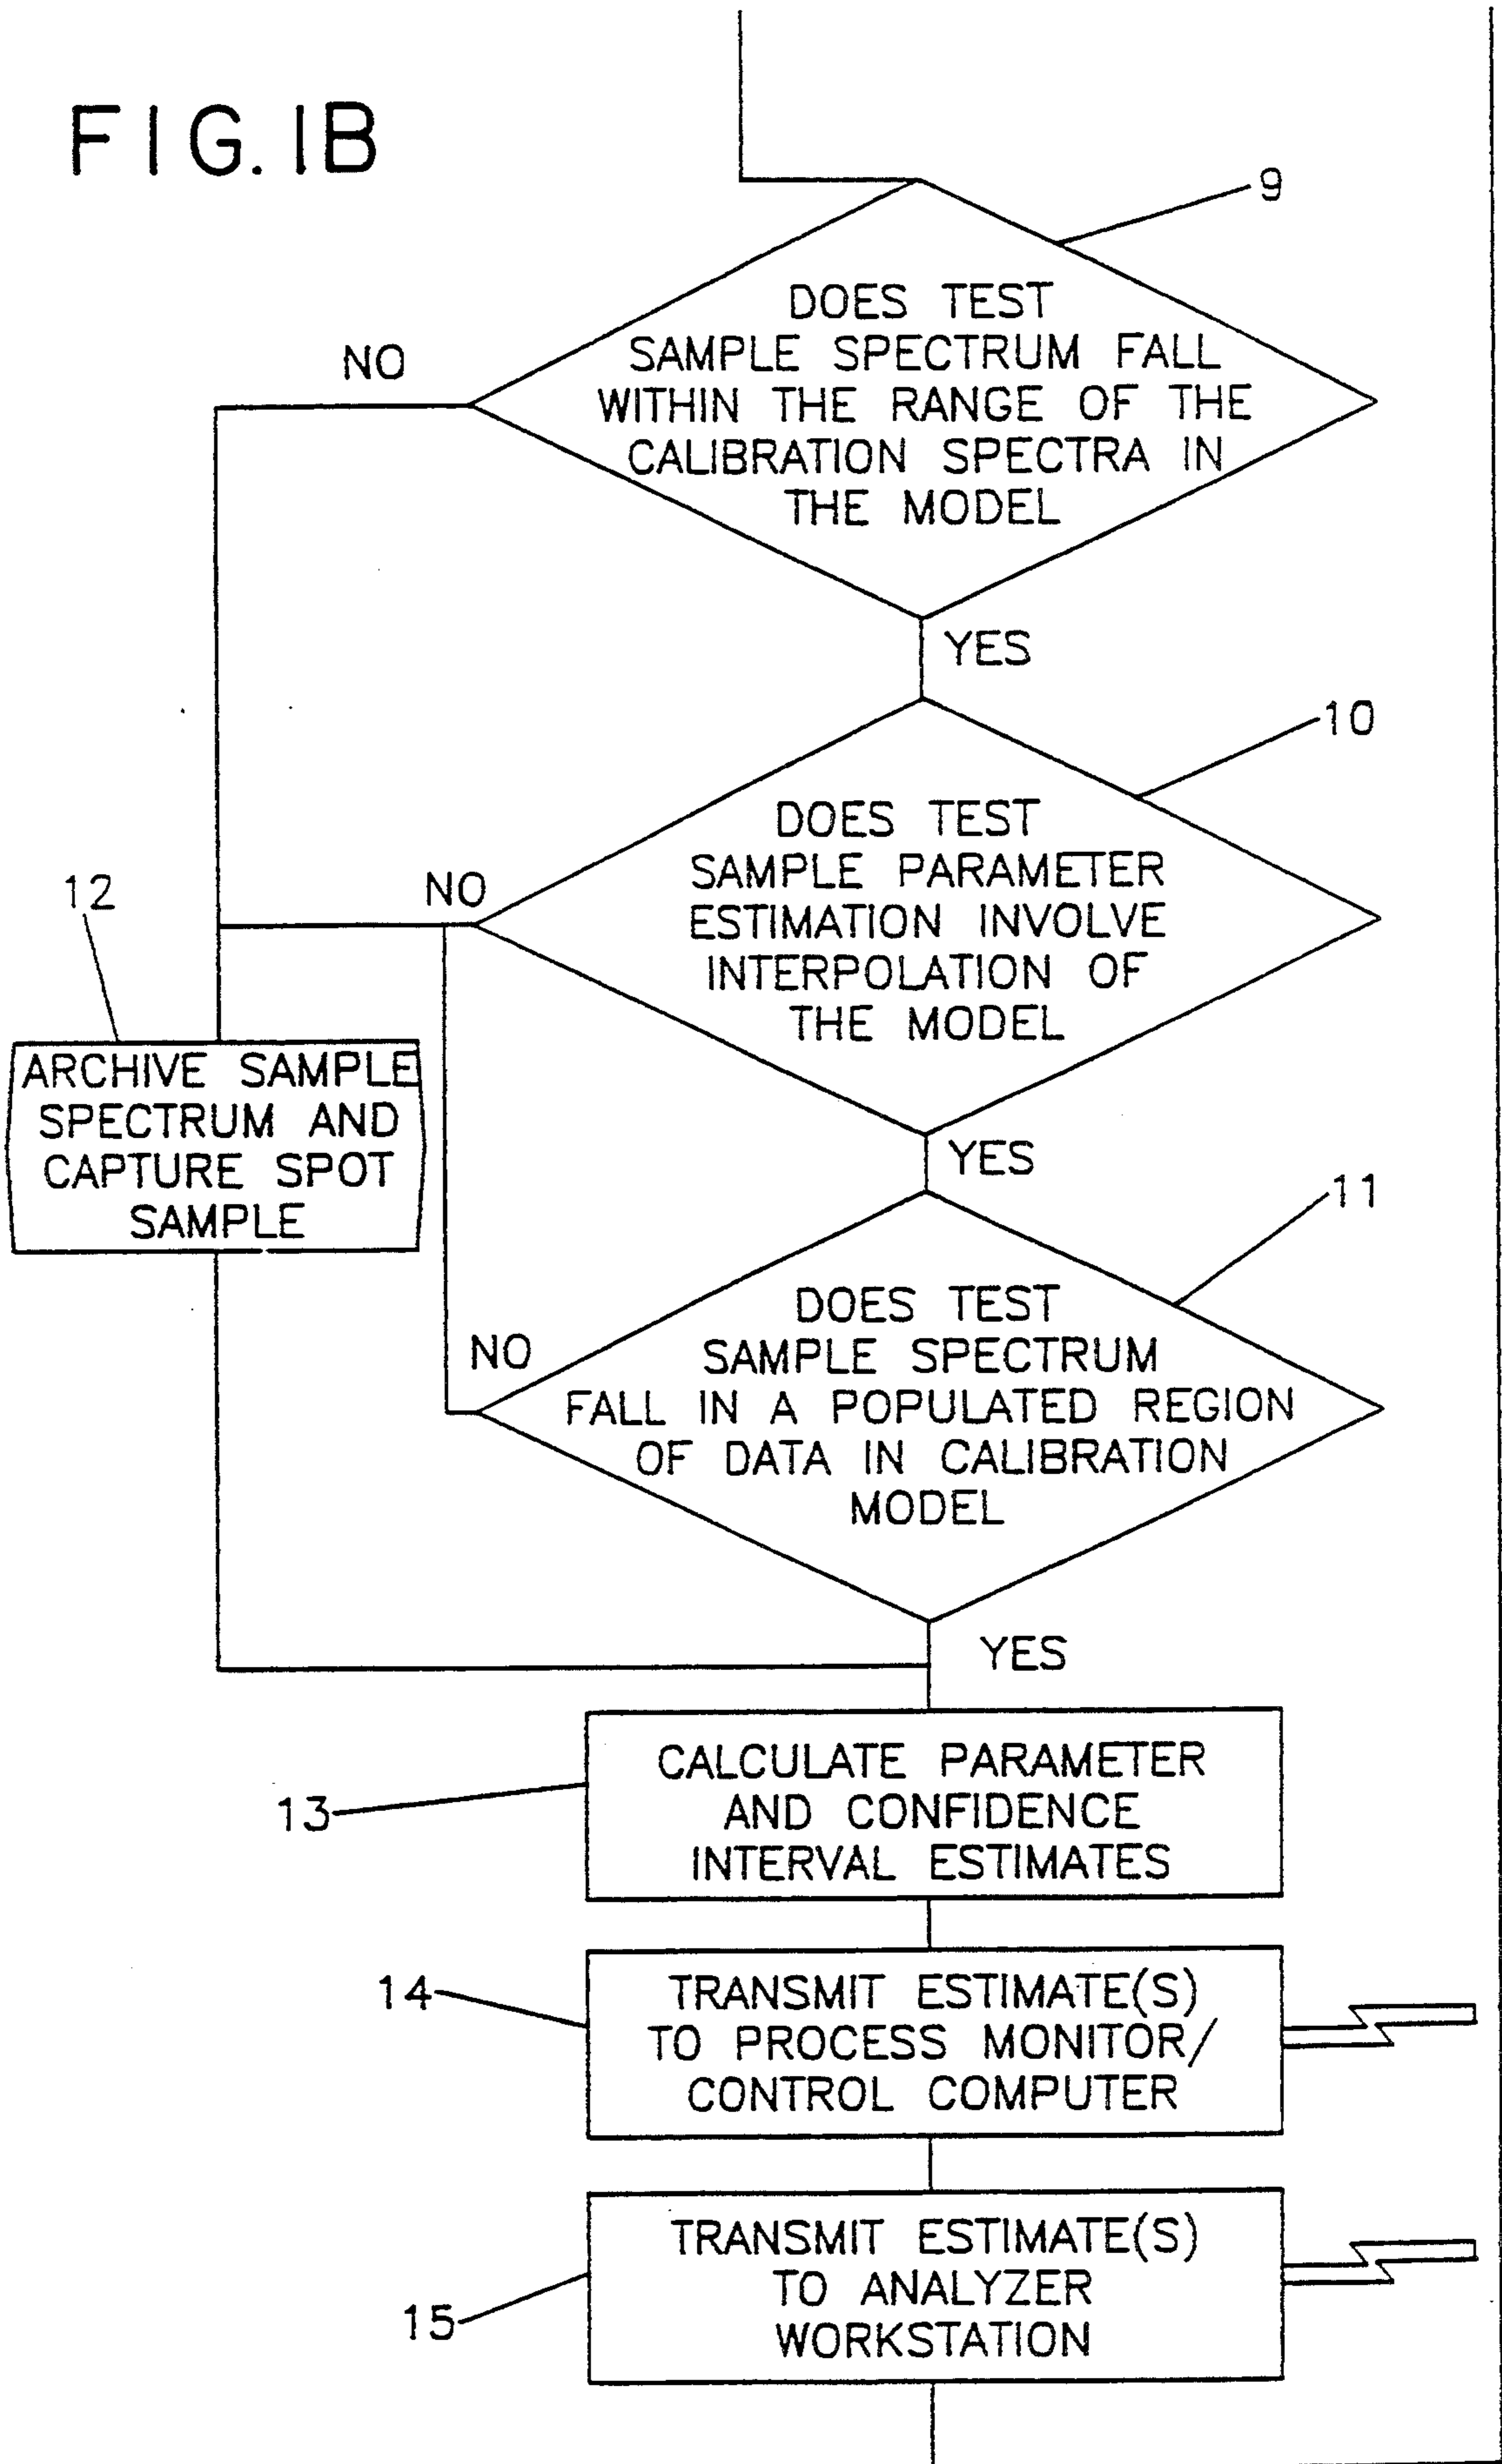 FIG. 1B
9
DOES TEST
SAMPLE SPECTRUM FALL
WITHIN THE RANGE OF THE
CALIBRATION SPECTRA IN
THE MODEL
NO
YES
10
DOES TEST
SAMPLE PARAMETER
ESTIMATION INVOLVE
INTERPOLATION OF
THE MODEL
NO
12
ARCHIVE SAMPLE
SPECTRUM AND
CAPTURE SPOT
SAMPLE
YES
11
DOES TEST
SAMPLE SPECTRUM
FALL IN A POPULATED REGION
OF DATA IN CALIBRATION
MODEL
NO
YES
13
CALCULATE PARAMETER
AND CONFIDENCE
INTERVAL ESTIMATES
14
TRANSMIT ESTIMATE(S)
TO PROCESS MONITOR/
CONTROL COMPUTER
15
TRANSMIT ESTIMATE(S)
TO ANALYZER
WORKSTATION